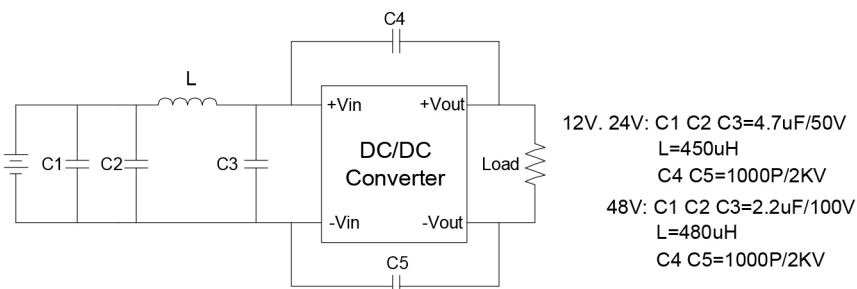 C4
L
+Vin
+Vout
C1
C2
C3
DC/DC
Converter
Load
-Vin
-Vout
C5
12V. 24V: C1 C2 C3=4.7uF/50V
L=450uH
C4 C5=1000P/2KV
48V: C1 C2 C3=2.2uF/100V
L=480uH
C4 C5=1000P/2KV